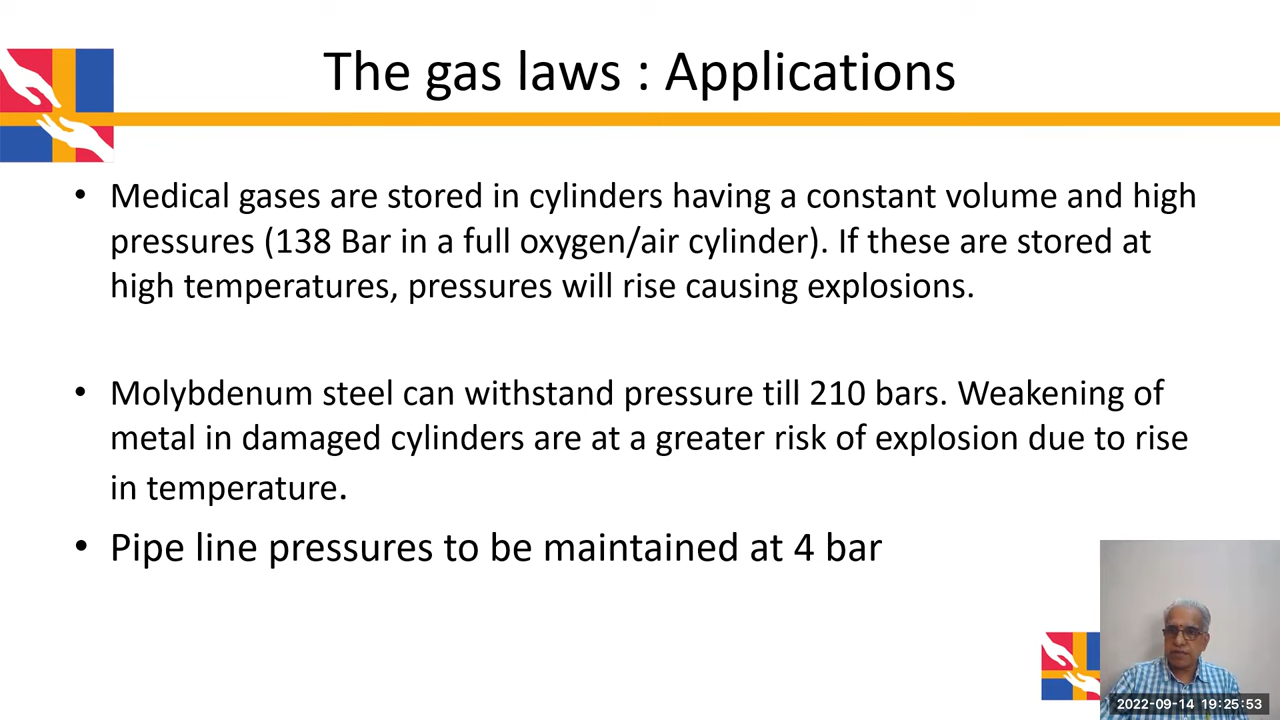 The gas laws : Applications
• Medical gases are stored in cylinders having a constant volume and high
pressures (138 Bar in a full oxygen/air cylinder). If these are stored at
high temperatures, pressures will rise causing explosions.
• Molybdenum steel can withstand pressure till 210 bars. Weakening of
metal in damaged cylinders are at a greater risk of explosion due to rise
in temperature.
• Pipe line pressures to be maintained at 4 bar
2022-09-14 19:25:53